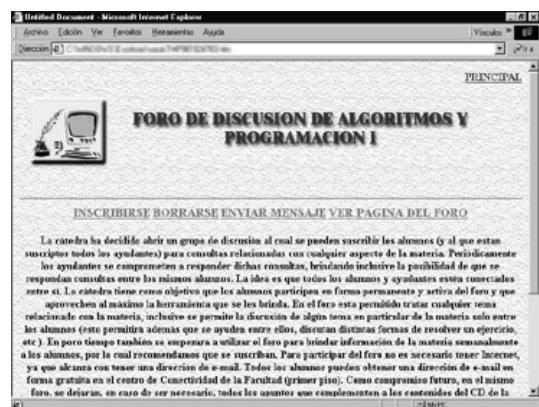 Untitled Document - Microsoft Internet Explorer
Archivo Edición Ver Favoritos Herramientas Ayuda
Vínculos »
Dirección
Ir a
PRINCIPAL
FORO DE DISCUSION DE ALGORITMOS Y
PROGRAMACION I
INSCRIBIRSE BORRARSE ENVIAR MENSAJE VER PAGINA DEL FORO
La cátedra ha decidido abrir un grupo de discusión al cual se pueden suscribir los alumnos (y al que estan
suscriptos todos los ayudantes) para consultas relacionadas con cualquier aspecto de la materia. Periódicamente
los ayudantes se comprometen a responder dichas consultas, brindando inclusive la posibilidad de que se
respondan consultas entre los mismos alumnos. La idea es que todos los alumnos y ayudantes estén conectados
entre sí. La cátedra tiene como objetivo que los alumnos participen en forma permanente y activa del foro y que
aprovechen al máximo la herramienta que se les brinda. En el foro esta permitido tratar cualquier tema
relacionado con la materia, inclusive se permite la discusión de algún tema en particular de la materia solo entre
los alumnos (esto permitirá además que se ayuden entre ellos, discutan distintas formas de resolver un ejercicio,
etc.). En poco tiempo también se empezara a utilizar el foro para brindar información de la materia semanalmente
a los alumnos, por lo cual recomendamos que se suscriban. Para participar del foro no es necesario tener Internet,
ya que alcanza con tener una dirección de e-mail. Todos los alumnos pueden obtener una dirección de e-mail en
forma gratuita en el centro de Conectividad de la Facultad (primer piso). Como compromiso futuro, en el mismo
foro, se dejaran, en caso de ser necesario, todos los apuntes que complementen a los contenidos del CD de la
Mi PC